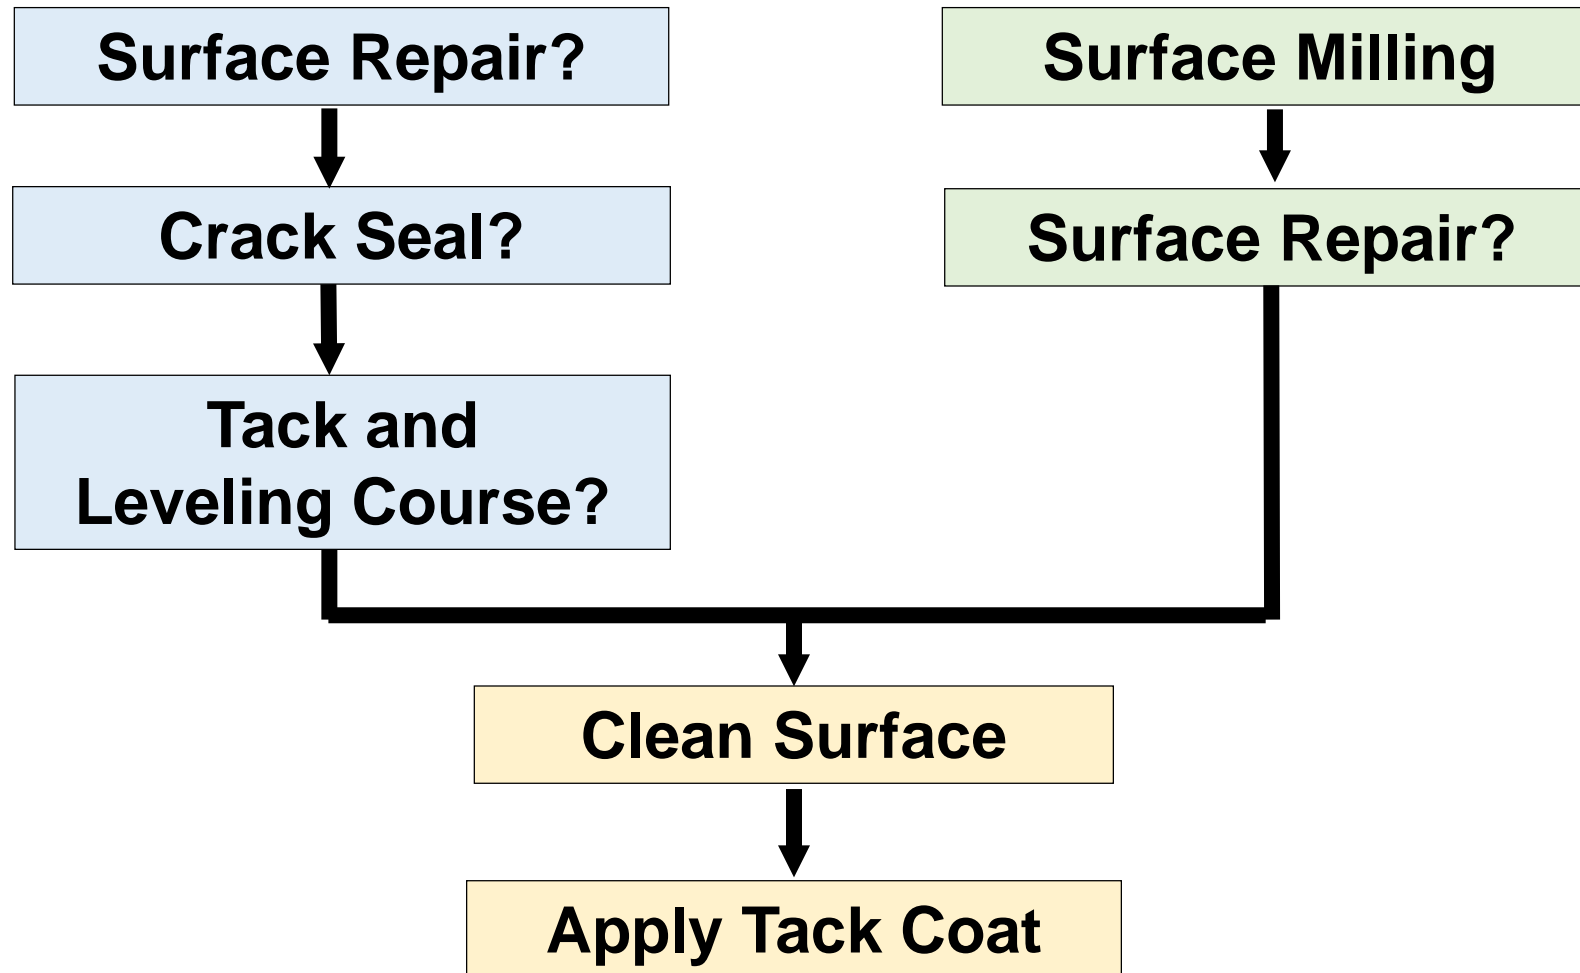 Surface Repair?
Crack Seal?
Tack and
Leveling Course?
Surface Milling
Surface Repair?
Clean Surface
Apply Tack Coat